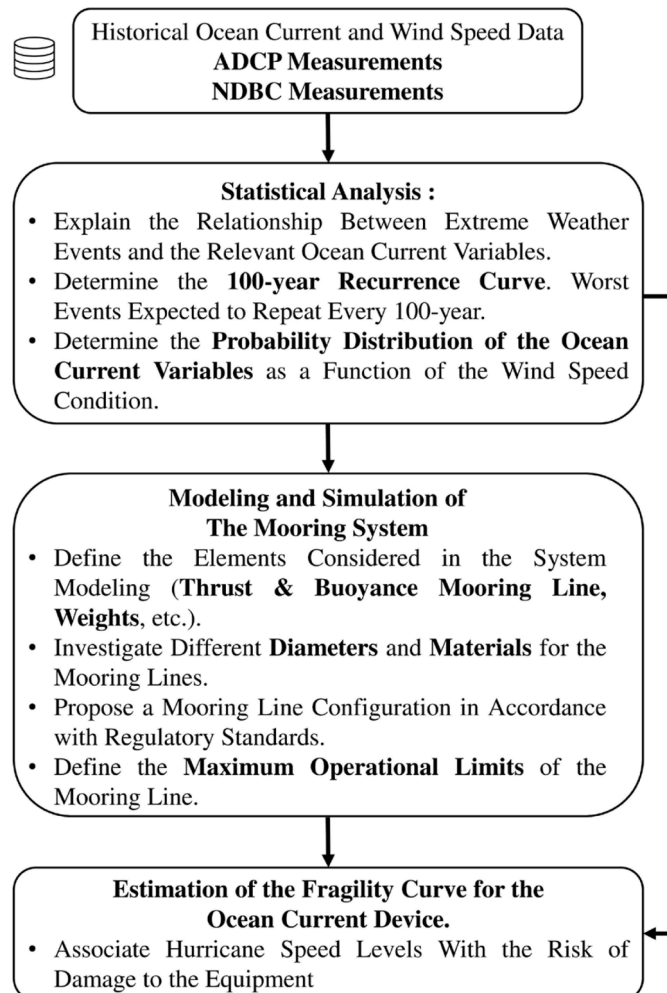 Historical Ocean Current and Wind Speed Data
ADCP Measurements
NDBC Measurements
Statistical Analysis :
• Explain the Relationship Between Extreme Weather
Events and the Relevant Ocean Current Variables.
• Determine the 100-year Recurrence Curve. Worst
Events Expected to Repeat Every 100-year.
• Determine the Probability Distribution of the Ocean
Current Variables as a Function of the Wind Speed
Condition.
Modeling and Simulation of
The Mooring System
• Define the Elements Considered in the System
Modeling (Thrust & Buoyance Mooring Line,
Weights, etc.).
• Investigate Different Diameters and Materials for the
Mooring Lines.
• Propose a Mooring Line Configuration in Accordance
with Regulatory Standards.
• Define the Maximum Operational Limits of the
Mooring Line.
Estimation of the Fragility Curve for the
Ocean Current Device.
• Associate Hurricane Speed Levels With the Risk of
Damage to the Equipment